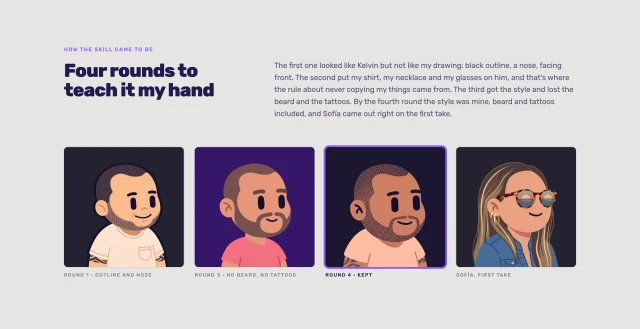 HOW THE SKILL CAME TO BE
Four rounds to
teach it my hand
The first one looked like Kelvin but not like my drawing; black outline, a nose, facing
front. The second put my shirt, my necklace and my glasses on him, and that's where
the rule about never copying my things came from. The third got the style and lost the
beard and the tattoos. By the fourth round the style was mine, beard and tattoos
included, and Sofía came out right on the first take.
ROUND 1 · OUTLINE AND NOSE
ROUND 3 · NO BEARD, NO TATTOOS
ROUND 4 · KEPT
SOFÍA, FIRST TAKE